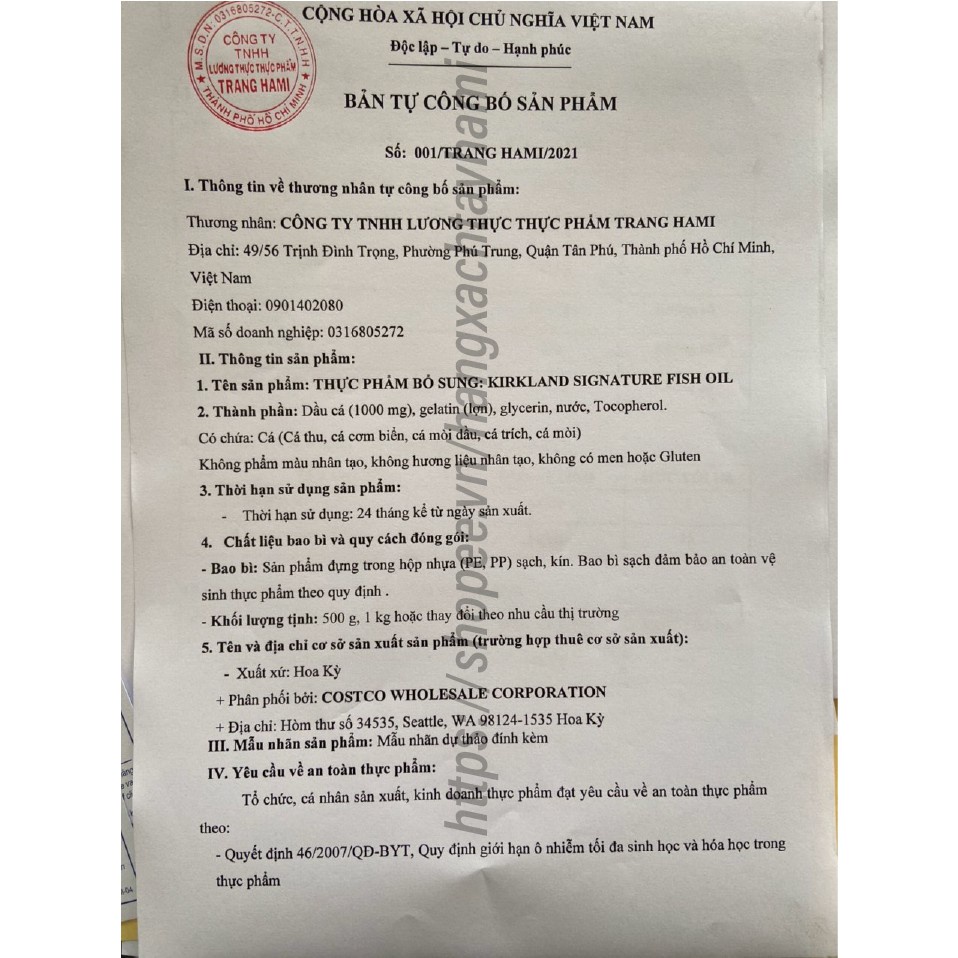 CỘNG HÒA XÃ HỘI CHỦ NGHĨA VIỆT NAM
Độc lập – Tự do – Hạnh phúc
M.S.D.N: 0316805272-C.T.T.N.H.H
CÔNG TY
TNHH
LƯƠNG THỰC THỰC PHẨM
TRANG HAMI
THÀNH PHỐ HỒ CHÍ MINH
BẢN TỰ CÔNG BỐ SẢN PHẨM
Số: 001/TRANG HAMI/2021
I. Thông tin về thương nhân tự công bố sản phẩm:
Thương nhân: CÔNG TY TNHH LƯƠNG THỰC THỰC PHẨM TRANG HAMI
Địa chỉ: 49/56 Trịnh Đình Trọng, Phường Phú Trung, Quận Tân Phú, Thành phố Hồ Chí Minh,
Việt Nam
Điện thoại: 0901402080
Mã số doanh nghiệp: 0316805272
II. Thông tin sản phẩm:
1. Tên sản phẩm: THỰC PHẨM BỔ SUNG: KIRKLAND SIGNATURE FISH OIL
2. Thành phần: Dầu cá (1000 mg), gelatin (lợn), glycerin, nước, Tocopherol.
Có chứa: Cá (Cá thu, cá cơm biển, cá mòi dầu, cá trích, cá mòi)
Không phẩm màu nhân tạo, không hương liệu nhân tạo, không có men hoặc Gluten
3. Thời hạn sử dụng sản phẩm:
- Thời hạn sử dụng: 24 tháng kể từ ngày sản xuất.
4. Chất liệu bao bì và quy cách đóng gói:
- Bao bì: Sản phẩm đựng trong hộp nhựa (PE, PP) sạch, kín. Bao bì sạch đảm bảo an toàn vệ
sinh thực phẩm theo quy định .
- Khối lượng tịnh: 500 g, 1 kg hoặc thay đổi theo nhu cầu thị trường
5. Tên và địa chỉ cơ sở sản xuất sản phẩm (trường hợp thuê cơ sở sản xuất):
- Xuất xứ: Hoa Kỳ
+ Phân phối bởi: COSTCO WHOLESALE CORPORATION
+ Địa chỉ: Hòm thư số 34535, Seattle, WA 98124-1535 Hoa Kỳ
III. Mẫu nhãn sản phẩm: Mẫu nhãn dự thảo đính kèm
IV. Yêu cầu về an toàn thực phẩm:
Tổ chức, cá nhân sản xuất, kinh doanh thực phẩm đạt yêu cầu về an toàn thực phẩm
theo:
- Quyết định 46/2007/QĐ-BYT, Quy định giới hạn ô nhiễm tối đa sinh học và hóa học trong
thực phẩm
https://shopee.vn/hangxachtayhami